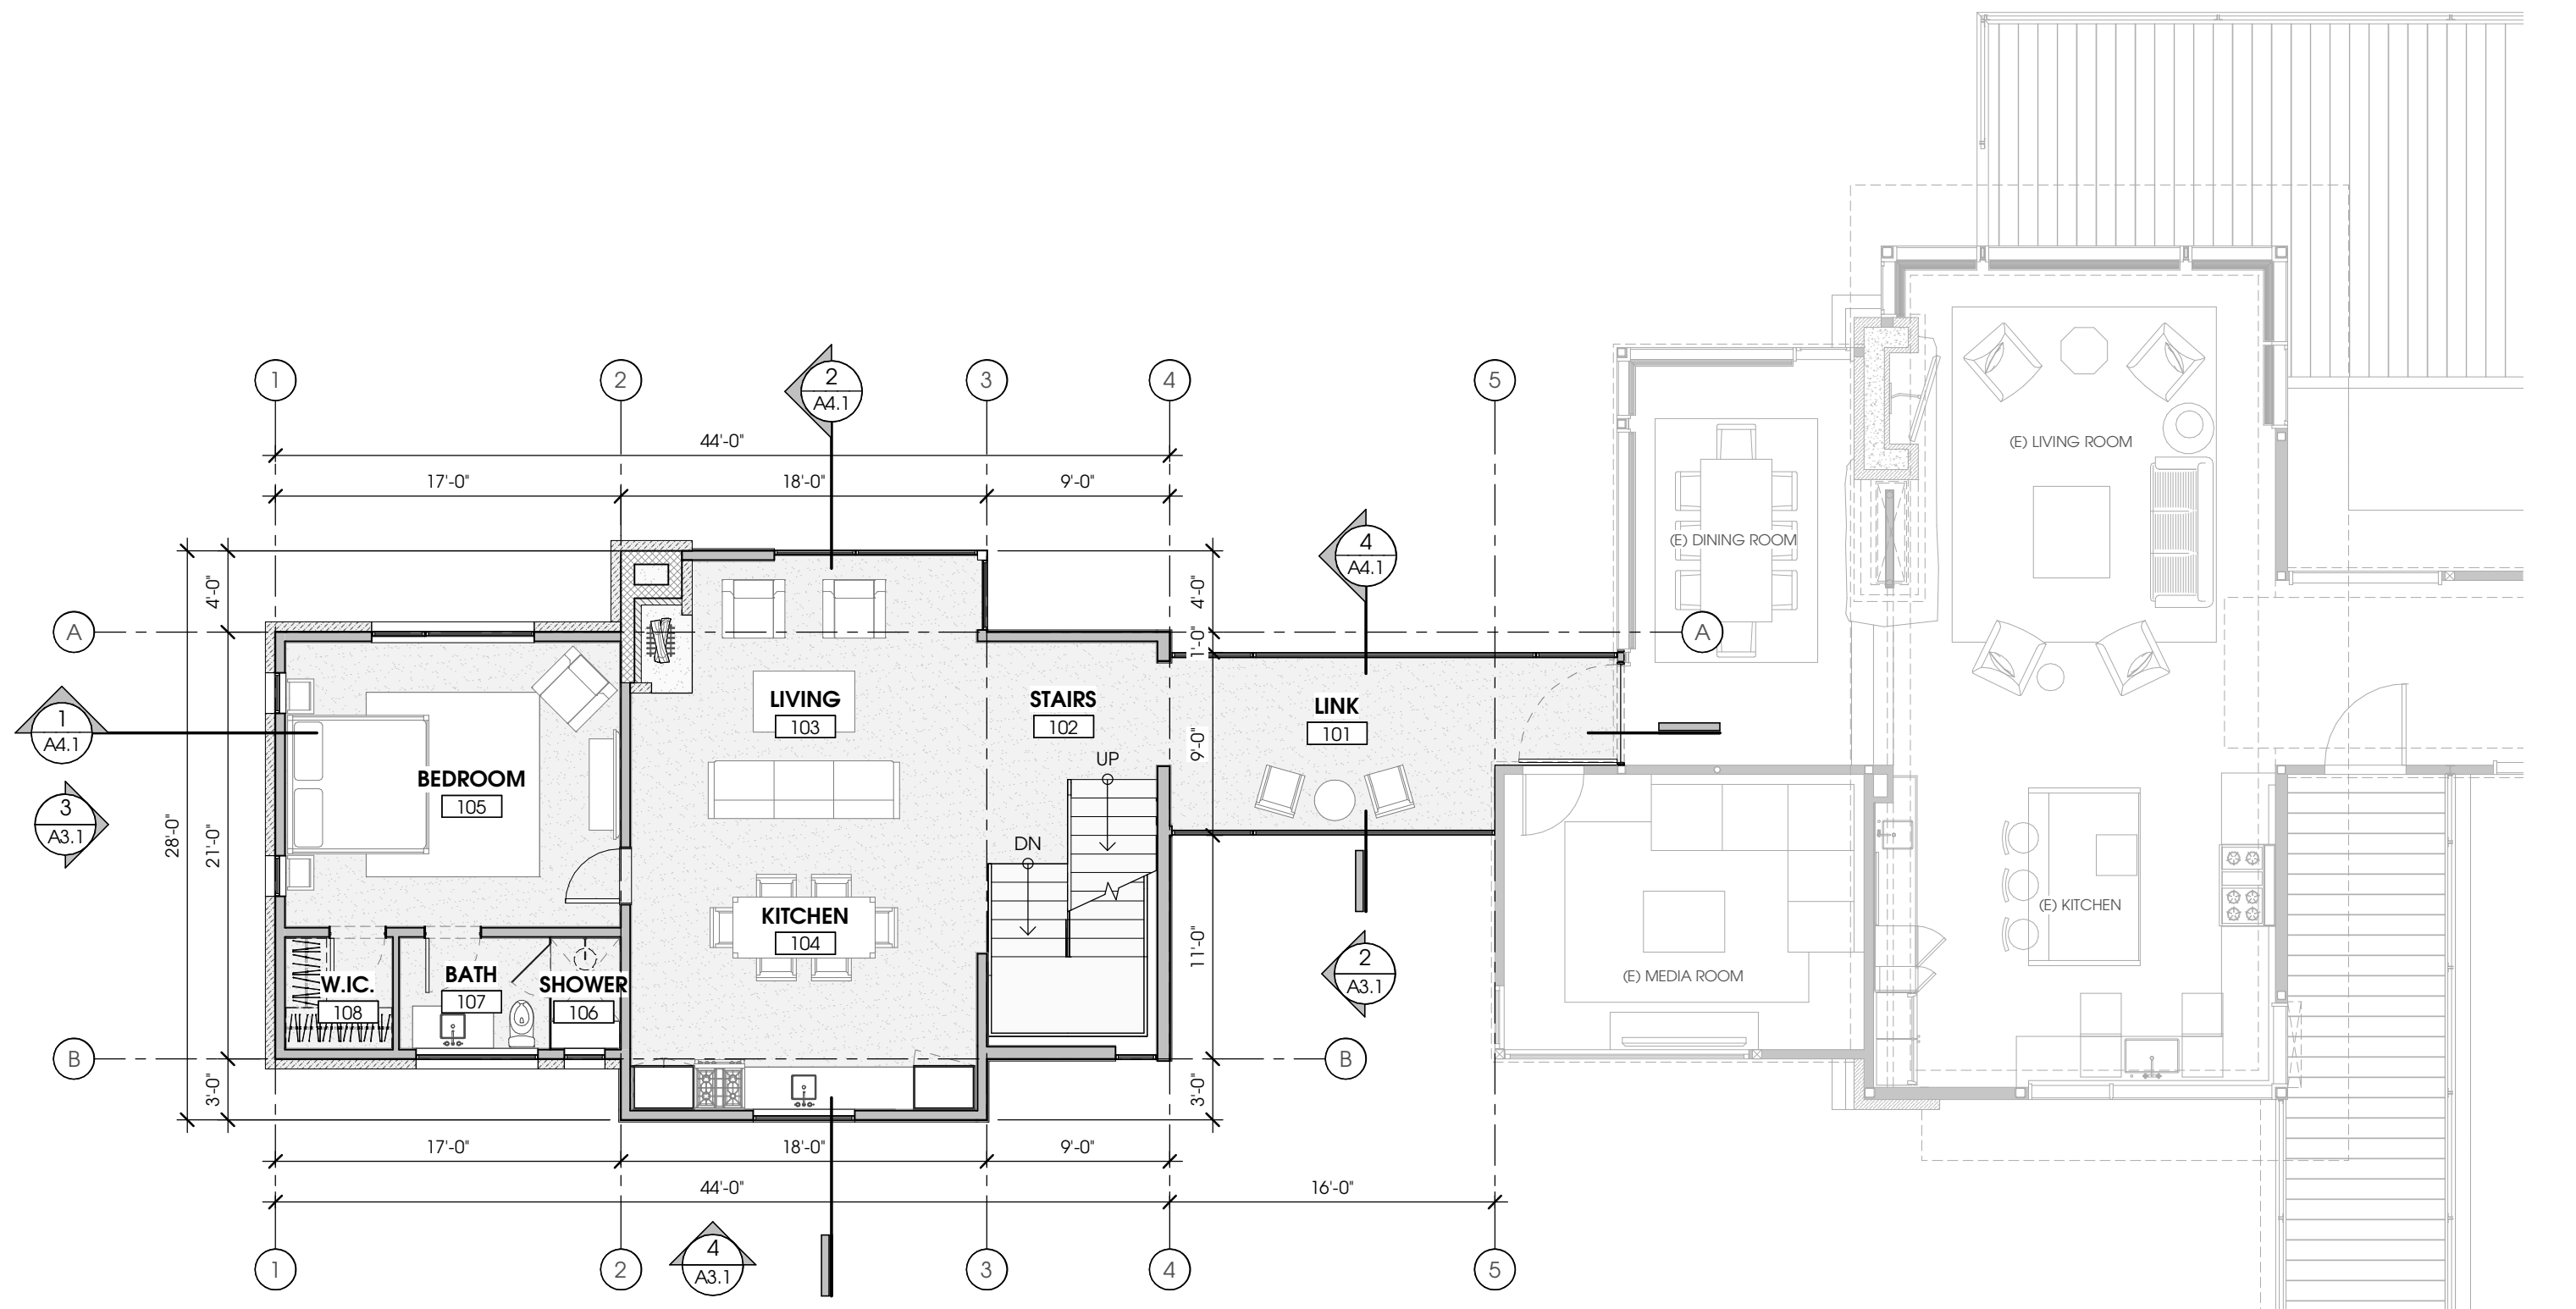 1
2
2
A4.1
3
4
5
44'-0"
17'-0"
18'-0"
9'-0"
(E) LIVING ROOM
(E) DINING ROOM
4
A4.1
4'-0"
4'-0"
A
A
1'-0"
1
A4.1
LIVING
103
STAIRS
102
LINK
101
9'-0"
UP
BEDROOM
105
3
A3.1
28'-0"
21'-0"
DN
KITCHEN
104
(E) KITCHEN
11'-0"
2
A3.1
(E) MEDIA ROOM
W.I.C.
108
BATH
107
SHOWER
106
B
B
3'-0"
3'-0"
17'-0"
18'-0"
9'-0"
44'-0"
16'-0"
1
2
4
A3.1
3
4
5